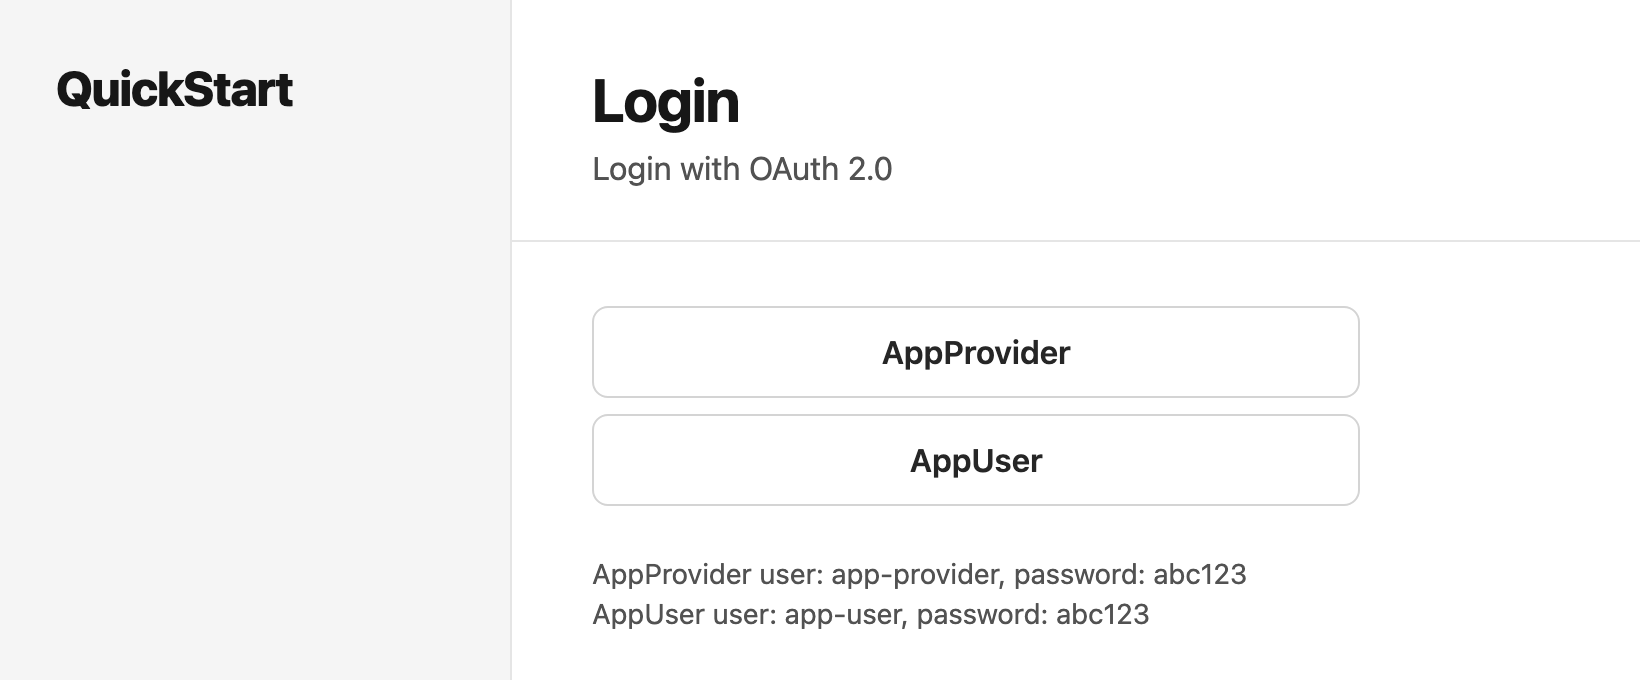 QuickStart
Login
Login with OAuth 2.0
AppProvider
AppUser
AppProvider user: app-provider, password: abc123
AppUser user: app-user, password: abc123